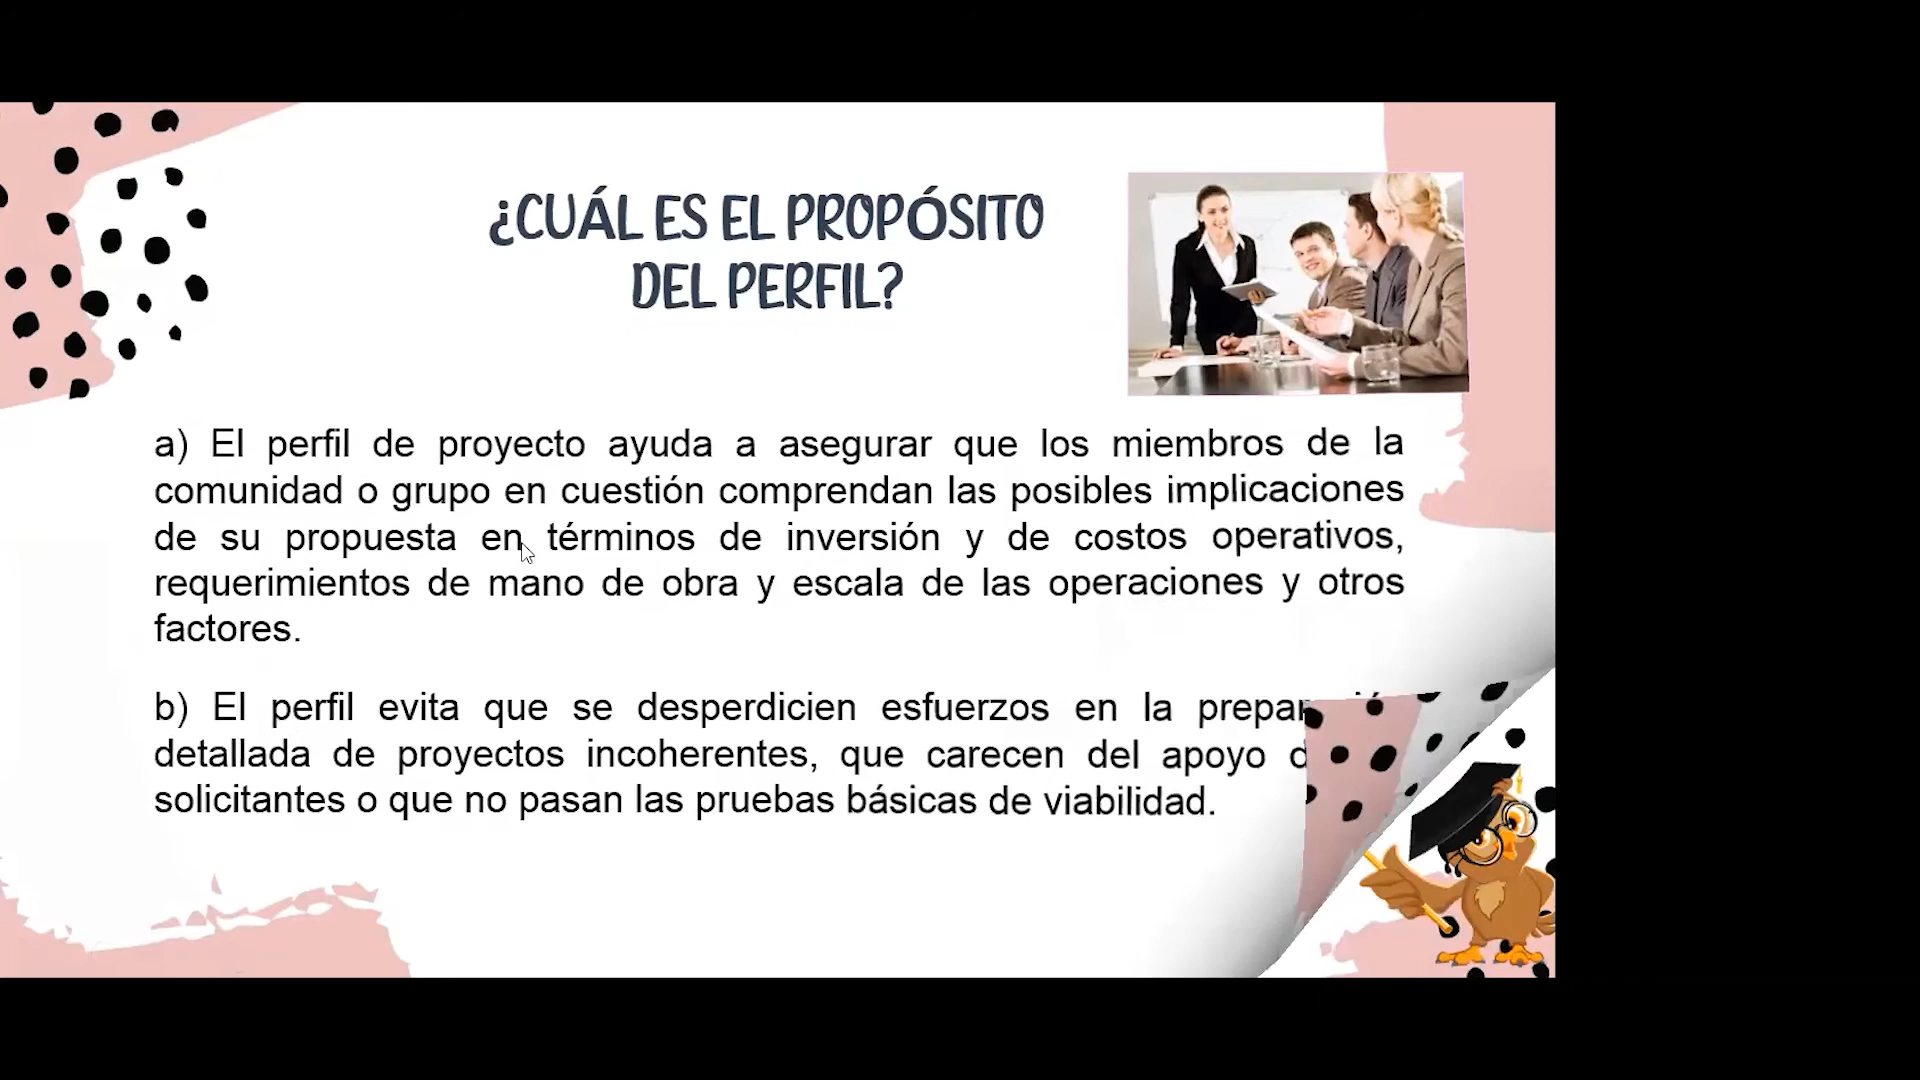 ¿CUÁL ES EL PROPÓSITO
DEL PERFIL?
a) El perfil de proyecto ayuda a asegurar que los miembros de la
comunidad o grupo en cuestión comprendan las posibles implicaciones
de su propuesta en términos de inversión y de costos operativos,
requerimientos de mano de obra y escala de las operaciones y otros
factores.
b) El perfil evita que se desperdicien esfuerzos en la
detallada de proyectos incoherentes, que carecen del apoyo
solicitantes o que no pasan las pruebas básicas de viabilidad.